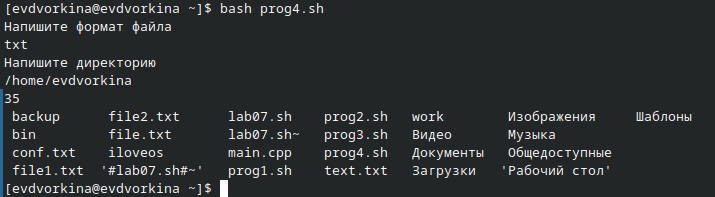 [evdvorkina@evdvorkina ~]$ bash prog4.sh
Напишите формат файла
txt
Напишите директорию
/home/evdvorkina
35
backup file2.txt lab07.sh prog2.sh work Изображения Шаблоны
bin file.txt lab07.sh~ prog3.sh Видео Музыка
conf.txt iloveos main.cpp prog4.sh Документы Общедоступные
file1.txt '#lab07.sh#~' prog1.sh text.txt Загрузки 'Рабочий стол'
[evdvorkina@evdvorkina ~]$